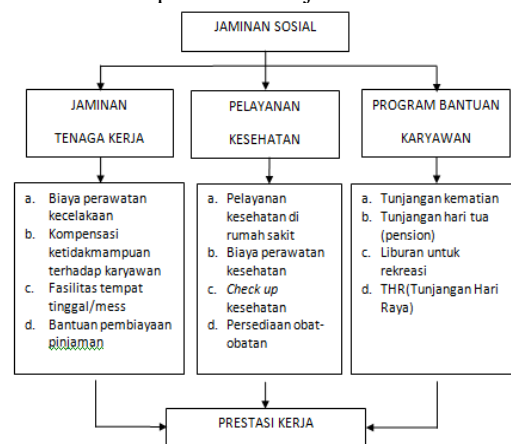 JAMINAN SOSIAL
JAMINAN
TENAGA KERJA
PELAYANAN
KESEHATAN
PROGRAM BANTUAN
KARYAWAN
a. Biaya perawatan
kecelakaan
b. Kompensasi
ketidakmampuan
terhadap karyawan
c. Fasilitas tempat
tinggal/mess
d. Bantuan pembiayaan
pinjaman
a. Pelayanan
kesehatan di
rumah sakit
b. Biaya perawatan
kesehatan
c. Check up
kesehatan
d. Persediaan obat-
obatan
a. Tunjangan kematian
b. Tunjangan hari tua
(pension)
c. Liburan untuk
rekreasi
d. THR(Tunjangan Hari
Raya)
PRESTASI KERJA